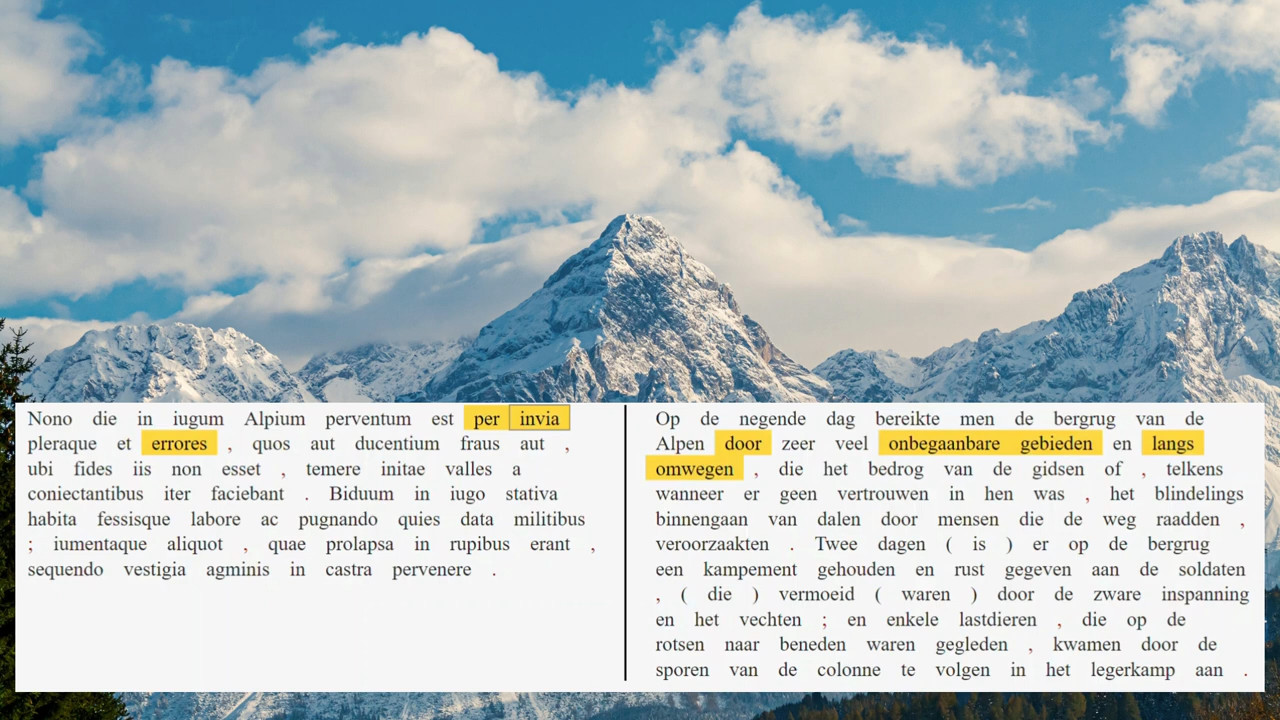 Nono die in iugum Alpium perventum est per invia
pleraque et errores , quos aut ducentium fraus aut ,
ubi fides iis non esset , temere initae valles a
coniectantibus iter faciebant . Biduum in iugo stativa
habita fessisque labore ac pugnando quies data militibus
; iumentaque aliquot , quae prolapsa in rupibus erant ,
sequendo vestigia agminis in castra pervenere .
Op de negende dag bereikte men de bergrug van de
Alpen door zeer veel onbegaanbare gebieden en langs
omwegen , die het bedrog van de gidsen of , telkens
wanneer er geen vertrouwen in hen was , het blindelings
binnengaan van dalen door mensen die de weg raadden ,
veroorzaakten . Twee dagen ( is ) er op de bergrug
een kampement gehouden en rust gegeven aan de soldaten
, ( die ) vermoeid ( waren ) door de zware inspanning
en het vechten ; en enkele lastdieren , die op de
rotsen naar beneden waren gegleden , kwamen door de
sporen van de colonne te volgen in het legerkamp aan .